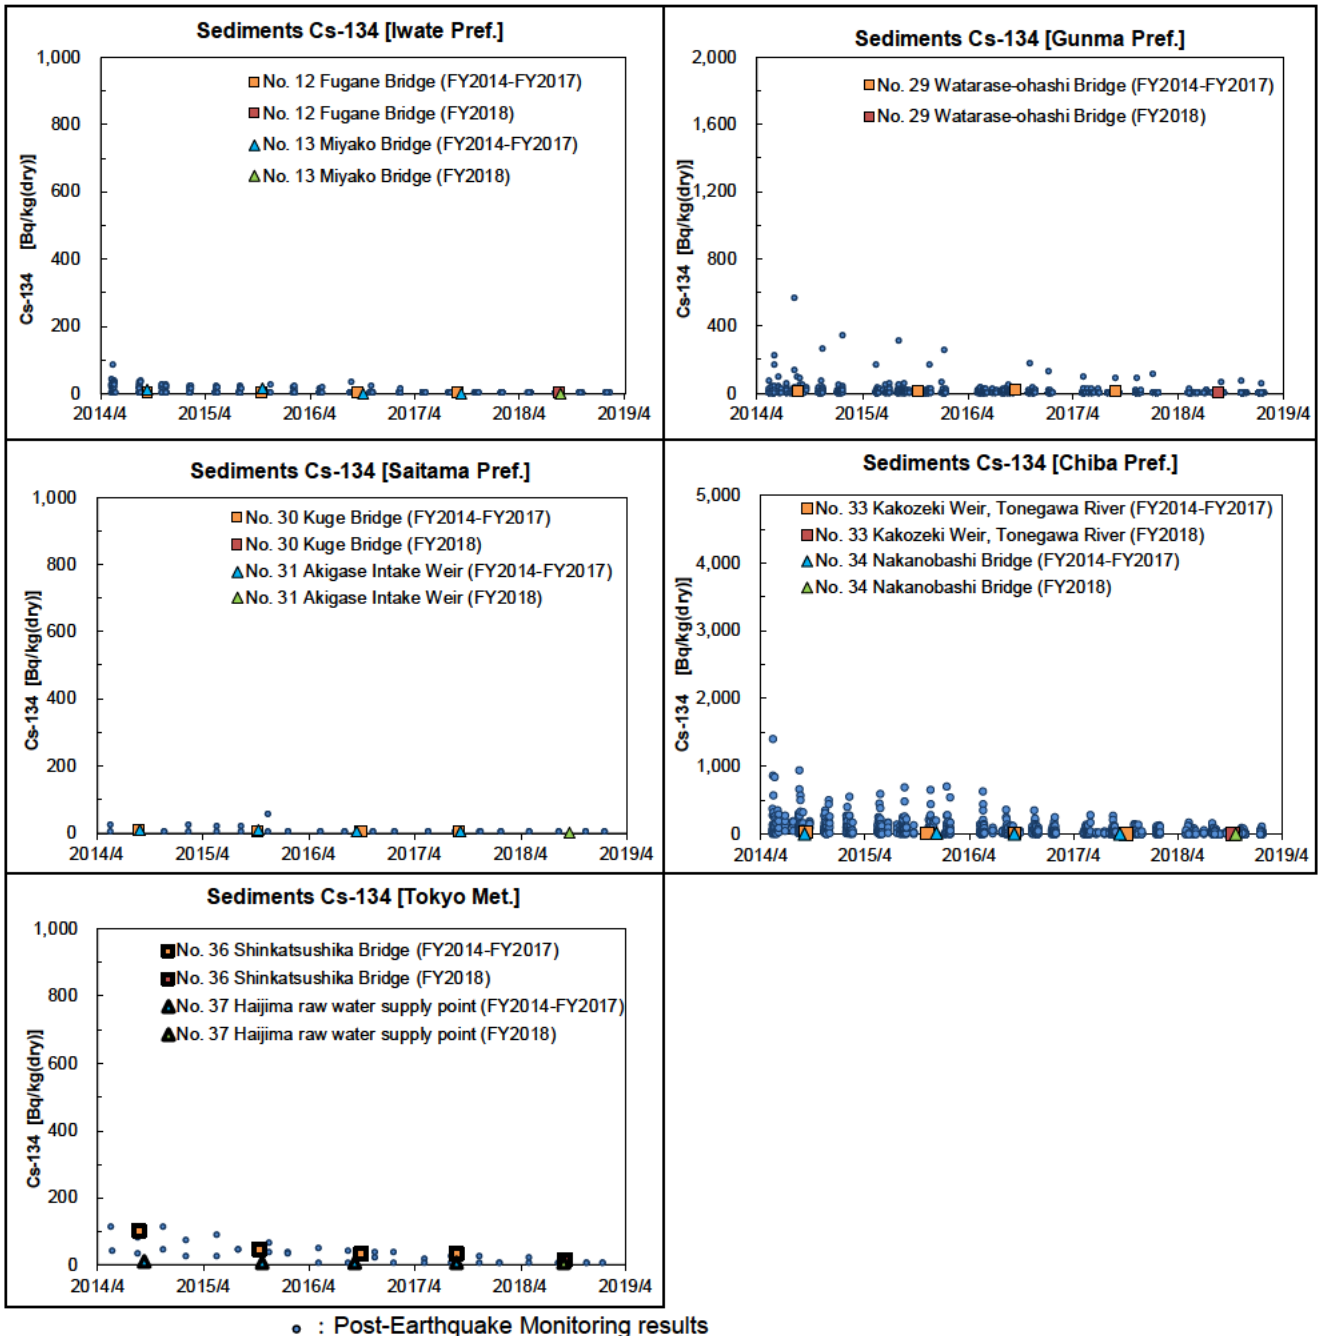 Sediments Cs-134 [Iwate Pref.]
1,000
800
600
400
200
0
Cs-134 [Bq/kg(dry)]
No. 12 Fugane Bridge (FY2014-FY2017)
No. 12 Fugane Bridge (FY2018)
No. 13 Miyako Bridge (FY2014-FY2017)
No. 13 Miyako Bridge (FY2018)
2014/4 2015/4 2016/4 2017/4 2018/4 2019/4
Sediments Cs-134 [Gunma Pref.]
2,000
1,600
1,200
800
400
0
Cs-134 [Bq/kg(dry)]
No. 29 Watarase-ohashi Bridge (FY2014-FY2017)
No. 29 Watarase-ohashi Bridge (FY2018)
2014/4 2015/4 2016/4 2017/4 2018/4 2019/4
Sediments Cs-134 [Saitama Pref.]
1,000
800
600
400
200
0
Cs-134 [Bq/kg(dry)]
No. 30 Kuge Bridge (FY2014-FY2017)
No. 30 Kuge Bridge (FY2018)
No. 31 Akigase Intake Weir (FY2014-FY2017)
No. 31 Akigase Intake Weir (FY2018)
2014/4 2015/4 2016/4 2017/4 2018/4 2019/4
Sediments Cs-134 [Chiba Pref.]
5,000
4,000
3,000
2,000
1,000
0
Cs-134 [Bq/kg(dry)]
No. 33 Kakozeki Weir, Tonegawa River (FY2014-FY2017)
No. 33 Kakozeki Weir, Tonegawa River (FY2018)
No. 34 Nakanobashi Bridge (FY2014-FY2017)
No. 34 Nakanobashi Bridge (FY2018)
2014/4 2015/4 2016/4 2017/4 2018/4 2019/4
Sediments Cs-134 [Tokyo Met.]
1,000
800
600
400
200
0
Cs-134 [Bq/kg(dry)]
No. 36 Shinkatsushika Bridge (FY2014-FY2017)
No. 36 Shinkatsushika Bridge (FY2018)
No. 37 Haijima raw water supply point (FY2014-FY2017)
No. 37 Haijima raw water supply point (FY2018)
2014/4 2015/4 2016/4 2017/4 2018/4 2019/4
: Post-Earthquake Monitoring results